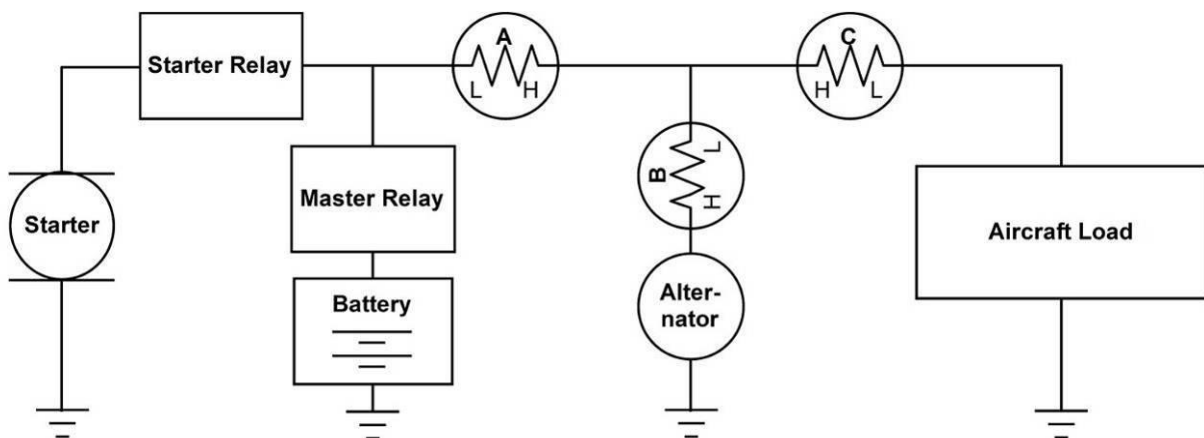 A
C
Starter Relay
L H
H L
L
B
H
Master Relay
Starter
Aircraft Load
Battery
Alter-
nator